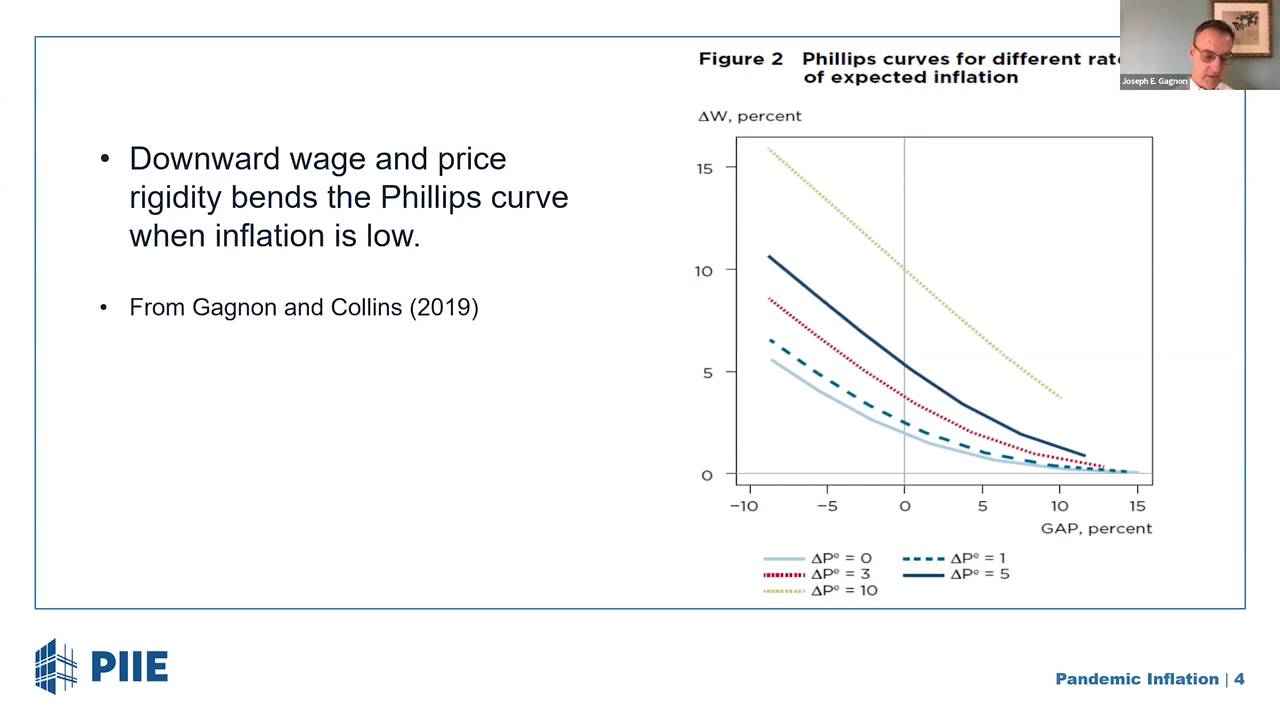 Figure 2 Phillips curves for different
of expected inflation
Joseph E. Gagnon
• Downward wage and price
rigidity bends the Phillips curve
when inflation is low.
• From Gagnon and Collins (2019)
ΔW, percent
15
10
5
0
−10 −5 0 5 10 15
GAP, percent
ΔPᵉ = 0 ΔPᵉ = 1
ΔPᵉ = 3 ΔPᵉ = 5
ΔPᵉ = 10
PIIE
Pandemic Inflation | 4